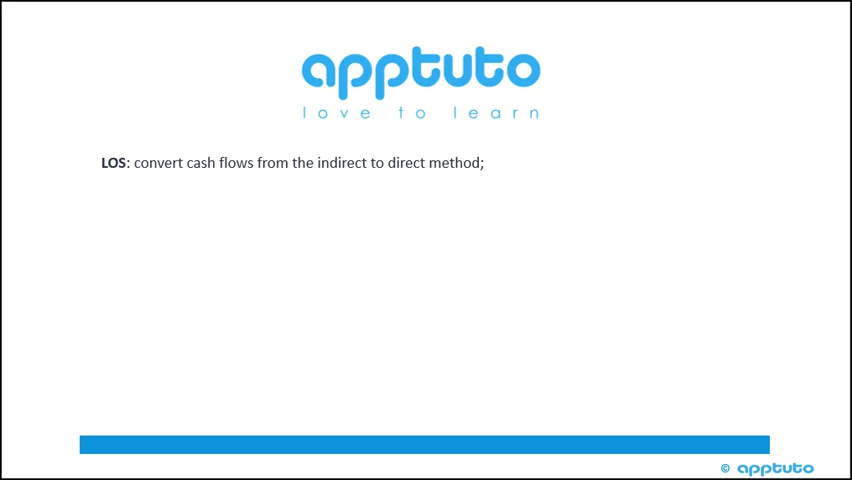 apptuto
love to learn
LOS: convert cash flows from the indirect to direct method;
© apptuto